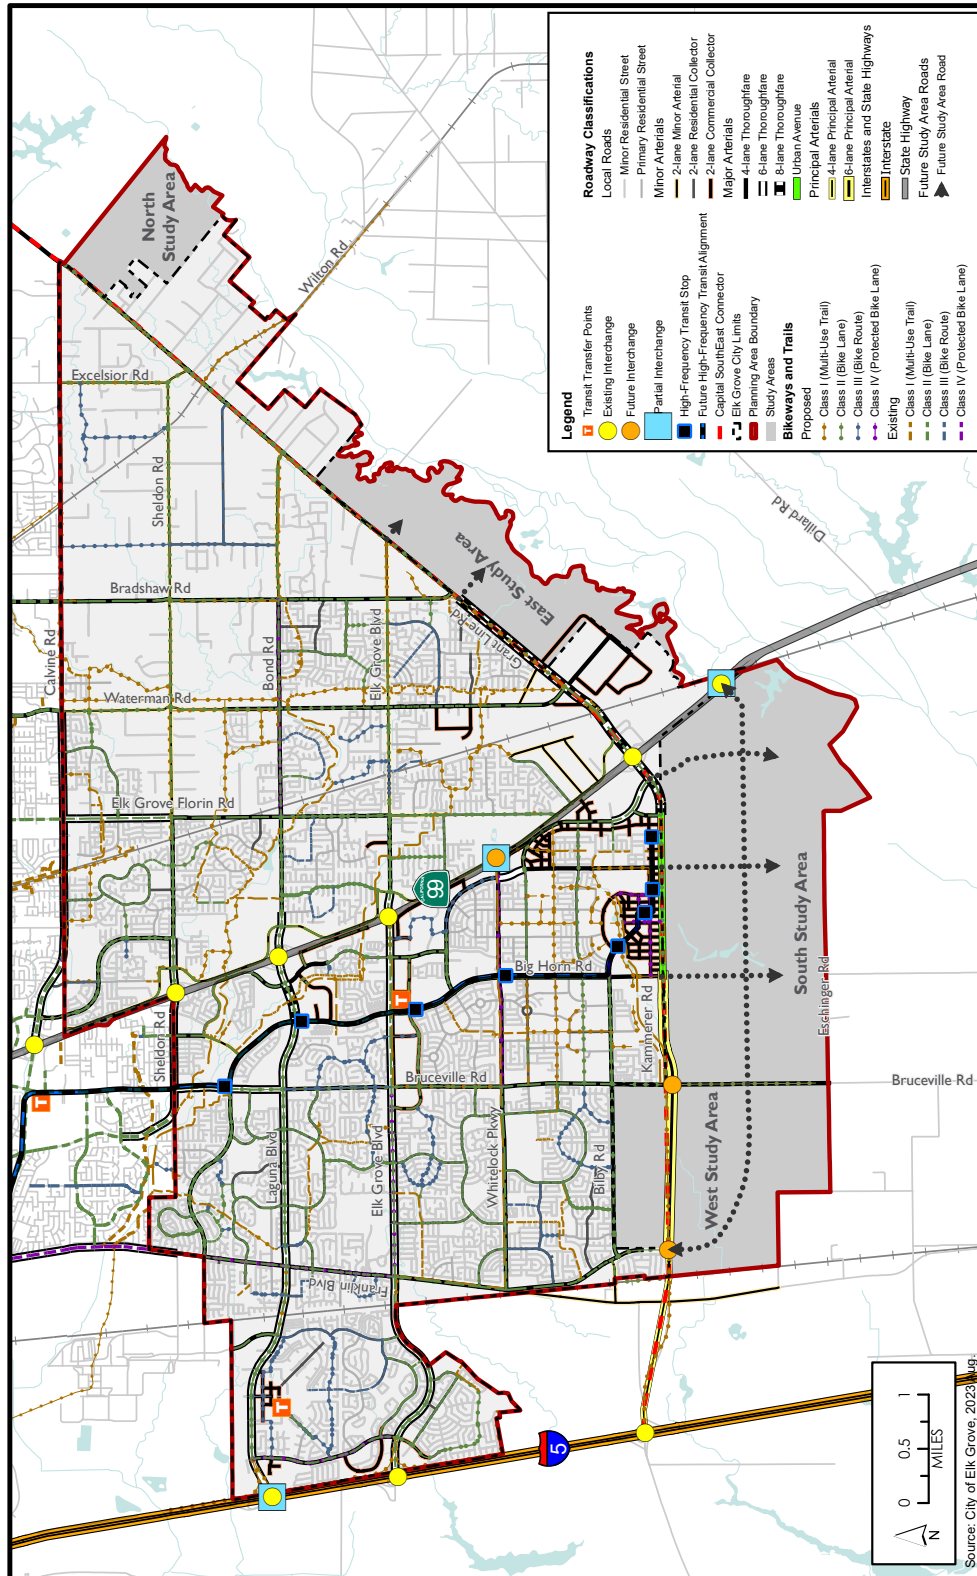 North
Study Area
Wilton Rd
Excelsior Rd
Sheldon Rd
Bradshaw Rd
Calvine Rd
Bond Rd
Elk Grove Blvd
Grant Line Rd
East Study Area
Dillard Rd
Waterman Rd
Elk Grove Florin Rd
CALIFORNIA
99
Big Horn Rd
Sheldon Rd
Kammerer Rd
South Study Area
Eschinger Rd
Bruceville Rd
Bruceville Rd
Laguna Blvd
Elk Grove Blvd
Whitelock Pkwy
Bilby Rd
West Study Area
Franklin Blvd
T
T
T
5
Legend
T Transit Transfer Points
Existing Interchange
Future Interchange
Partial Interchange
High-Frequency Transit Stop
Future High-Frequency Transit Alignment
Capital SouthEast Connector
Elk Grove City Limits
Planning Area Boundary
Study Areas
Bikeways and Trails
Proposed
Class I (Multi-Use Trail)
Class II (Bike Lane)
Class III (Bike Route)
Class IV (Protected Bike Lane)
Existing
Class I (Multi-Use Trail)
Class II (Bike Lane)
Class III (Bike Route)
Class IV (Protected Bike Lane)
Roadway Classifications
Local Roads
Minor Residential Street
Primary Residential Street
Minor Arterials
2-lane Minor Arterial
2-lane Residential Collector
2-lane Commercial Collector
Major Arterials
4-lane Thoroughfare
6-lane Thoroughfare
8-lane Thoroughfare
Urban Avenue
Principal Arterials
4-lane Principal Arterial
6-lane Principal Arterial
Interstates and State Highways
Interstate
State Highway
Future Study Area Roads
Future Study Area Road
N
0 0.5 1
MILES
Source: City of Elk Grove, 2023 Aug.